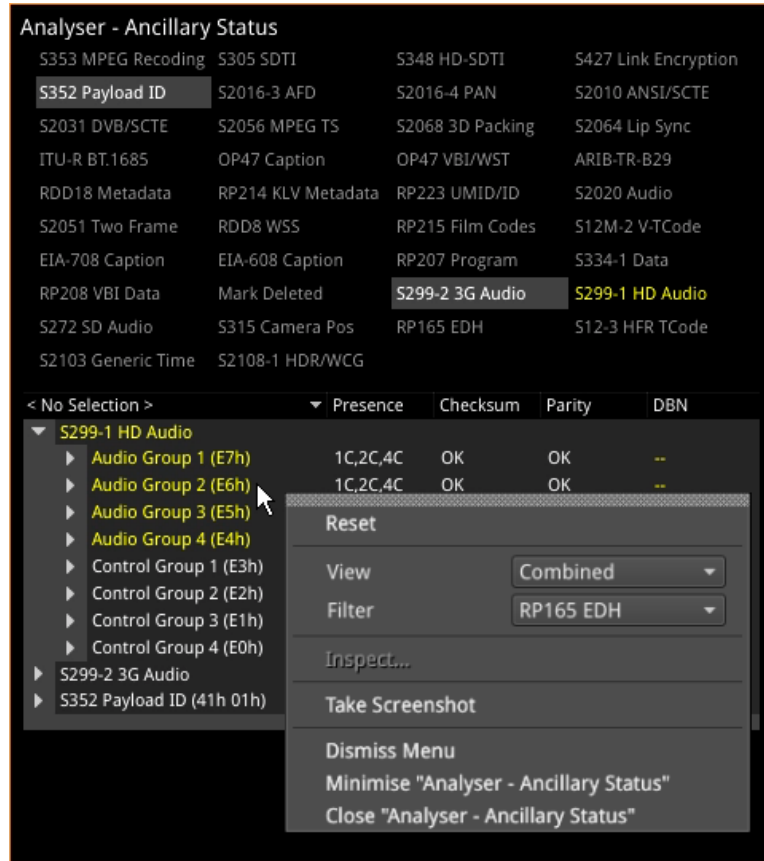 Analyser - Ancillary Status
S353 MPEG Recording S305 SDTI S348 HD-SDTI S427 Link Encryption
S352 Payload ID S2016-3 AFD S2016-4 PAN S2010 ANSI/SCTE
S2031 DVB/SCTE S2056 MPEG TS S2068 3D Packing S2064 Lip Sync
ITU-R BT.1685 OP47 Caption OP47 VBI/WST ARIB-TR-B29
RDD18 Metadata RP214 KLV Metadata RP223 UMID/ID S2020 Audio
S2051 Two Frame RDD8 WSS RP215 Film Codes S12M-2 V-TCode
EIA-708 Caption EIA-608 Caption RP207 Program S334-1 Data
RP208 VBI Data Mark Deleted S299-2 3G Audio S299-1 HD Audio
S272 SD Audio S315 Camera Pos RP165 EDH S12-3 HFR TCode
S2103 Generic Time S2108-1 HDR/WCG
< No Selection > Presence Checksum Parity DBN
S299-1 HD Audio
Audio Group 1 (E7h) 1C,2C,4C OK OK --
Audio Group 2 (E6h) 1C,2C,4C OK OK --
Audio Group 3 (E5h)
Audio Group 4 (E4h)
Control Group 1 (E3h)
Control Group 2 (E2h)
Control Group 3 (E1h)
Control Group 4 (E0h)
S299-2 3G Audio
S352 Payload ID (41h 01h)
Reset
View Combined
Filter RP165 EDH
Inspect...
Take Screenshot
Dismiss Menu
Minimise "Analyser - Ancillary Status"
Close "Analyser - Ancillary Status"